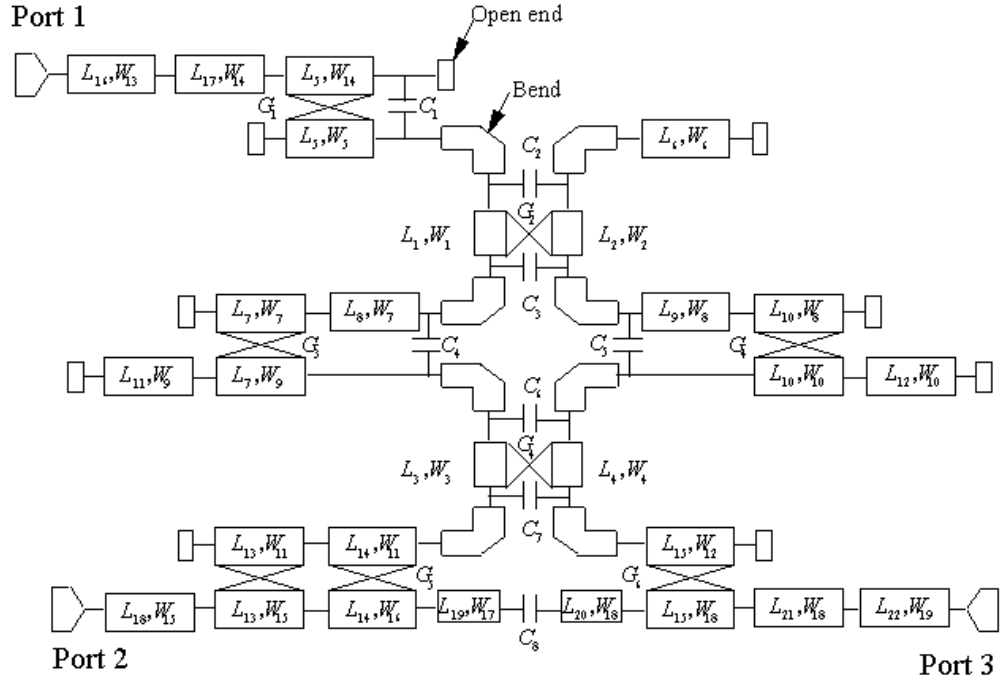 Port 1
Open end
L₁₆,W₁₃ L₁₇,W₁₄ L₅,W₁₄
G₁ C₁
Bend
L₅,W₅ C₂ L₆,W₆
G₂
L₁,W₁ L₂,W₂
C₃
L₇,W₇ L₈,W₇ L₉,W₈ L₁₀,W₈
G₃ C₄ C₅ G₄
L₁₁,W₉ L₇,W₉ L₁₀,W₁₀ L₁₂,W₁₀
C₆
G₄
L₃,W₃ L₄,W₄
C₇
L₁₃,W₁₁ L₁₄,W₁₁ L₁₅,W₁₂
G₅ G₆
L₁₈,W₁₅ L₁₃,W₁₅ L₁₄,W₁₆ L₁₉,W₁₇ L₂₀,W₁₈ L₁₅,W₁₈ L₂₁,W₁₈ L₂₂,W₁₉
C₈
Port 2 Port 3